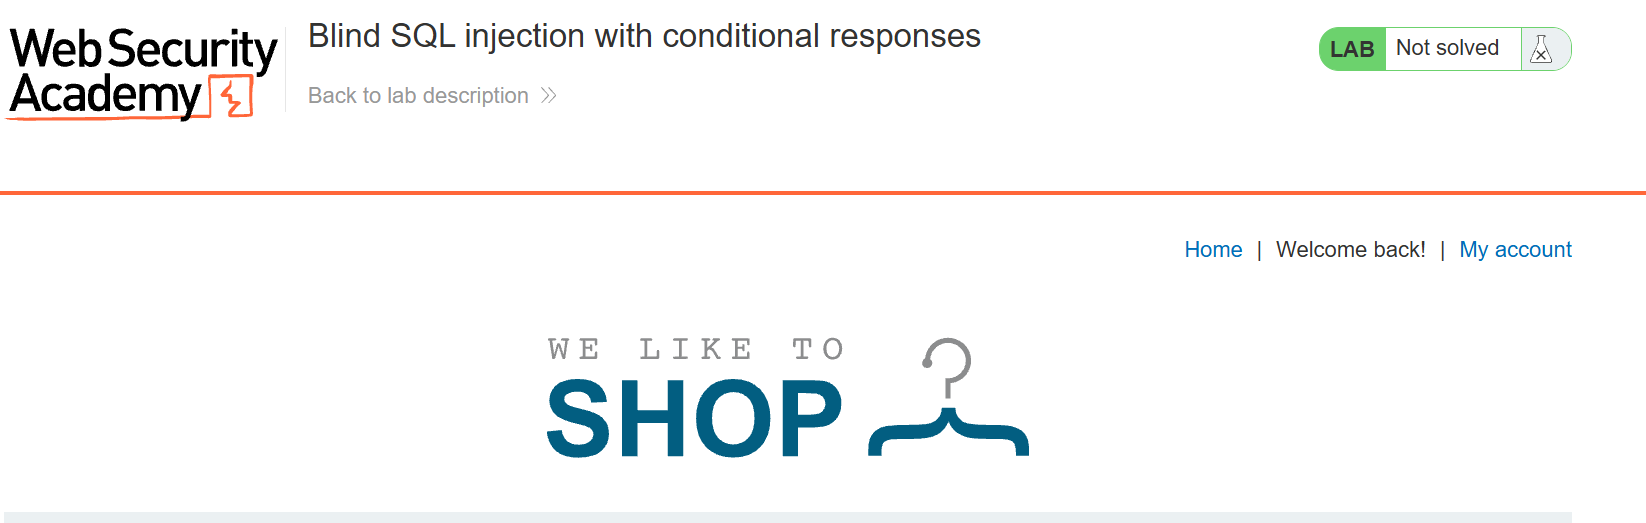 Web Security
Academy
Blind SQL injection with conditional responses
Back to lab description
LAB Not solved
Home | Welcome back! | My account
WE LIKE TO
SHOP